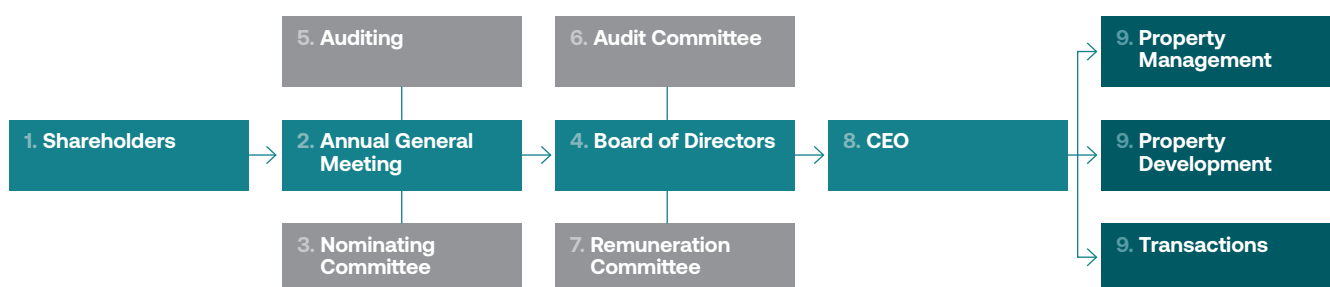 5. Auditing
6. Audit Committee
9. Property
Management
1. Shareholders
2. Annual General
Meeting
4. Board of Directors
8. CEO
9. Property
Development
3. Nominating
Committee
7. Remuneration
Committee
9. Transactions